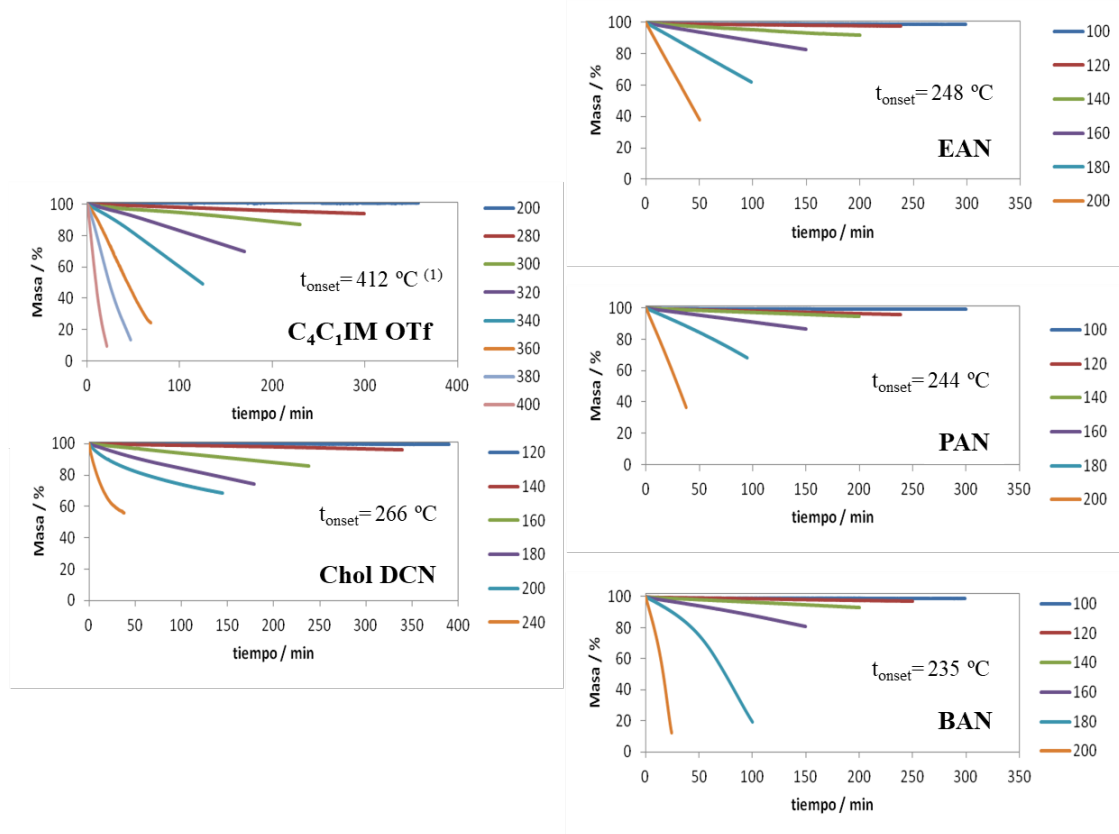 Masa / %
100
80
60
40
20
0
0 100 200 300 400
tiempo / min
tonset= 412 ºC (1)
C4C1IM OTf
200
280
300
320
340
360
380
400
Masa / %
100
80
60
40
20
0
0 50 100 150 200 250 300 350 400
tiempo / min
tonset= 266 ºC
Chol DCN
120
140
160
180
200
240
Masa / %
100
80
60
40
20
0
0 50 100 150 200 250 300 350
tiempo / min
tonset= 248 ºC
EAN
100
120
140
160
180
200
Masa / %
100
80
60
40
20
0
0 50 100 150 200 250 300 350
tiempo / min
tonset= 244 ºC
PAN
100
120
140
160
180
200
Masa / %
100
80
60
40
20
0
0 50 100 150 200 250 300 350
tiempo / min
tonset= 235 ºC
BAN
100
120
140
160
180
200